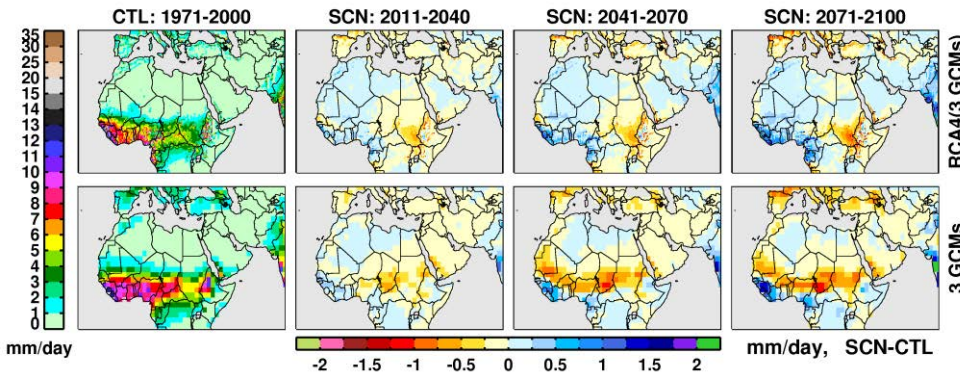 CTL: 1971-2000
SCN: 2011-2040
SCN: 2041-2070
SCN: 2071-2100
35
30
25
20
15
14
13
12
11
10
9
8
7
6
5
4
3
2
1
0
mm/day
RCA4/3 GCMs
3 GCMs
-2 -1.5 -1 -0.5 0 0.5 1 1.5 2
mm/day, SCN-CTL